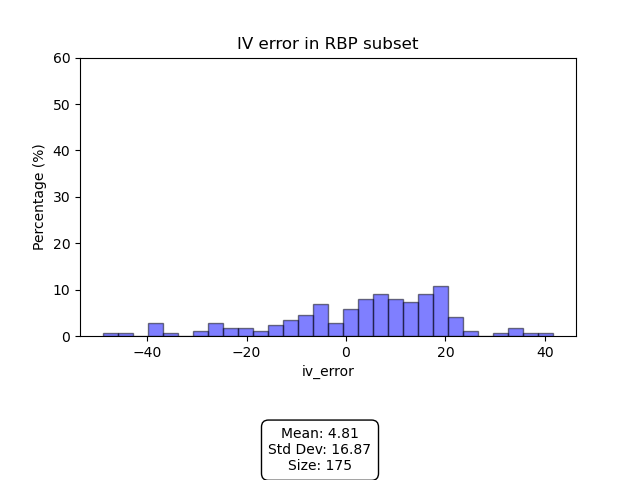 IV error in RBP subset
Percentage (%)
60
50
40
30
20
10
0
−40
−20
0
20
40
iv_error
Mean: 4.81
Std Dev: 16.87
Size: 175